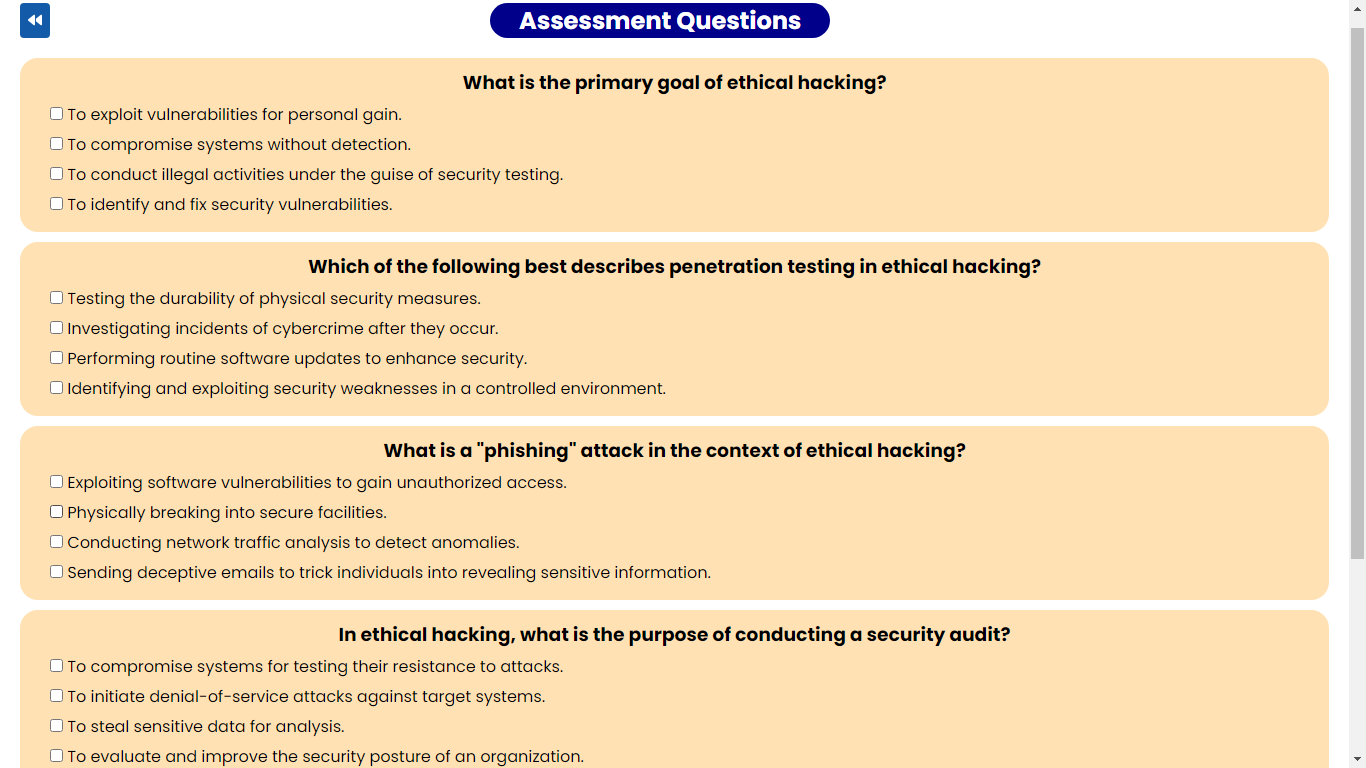 Assessment Questions
What is the primary goal of ethical hacking?
To exploit vulnerabilities for personal gain.
To compromise systems without detection.
To conduct illegal activities under the guise of security testing.
To identify and fix security vulnerabilities.
Which of the following best describes penetration testing in ethical hacking?
Testing the durability of physical security measures.
Investigating incidents of cybercrime after they occur.
Performing routine software updates to enhance security.
Identifying and exploiting security weaknesses in a controlled environment.
What is a "phishing" attack in the context of ethical hacking?
Exploiting software vulnerabilities to gain unauthorized access.
Physically breaking into secure facilities.
Conducting network traffic analysis to detect anomalies.
Sending deceptive emails to trick individuals into revealing sensitive information.
In ethical hacking, what is the purpose of conducting a security audit?
To compromise systems for testing their resistance to attacks.
To initiate denial-of-service attacks against target systems.
To steal sensitive data for analysis.
To evaluate and improve the security posture of an organization.